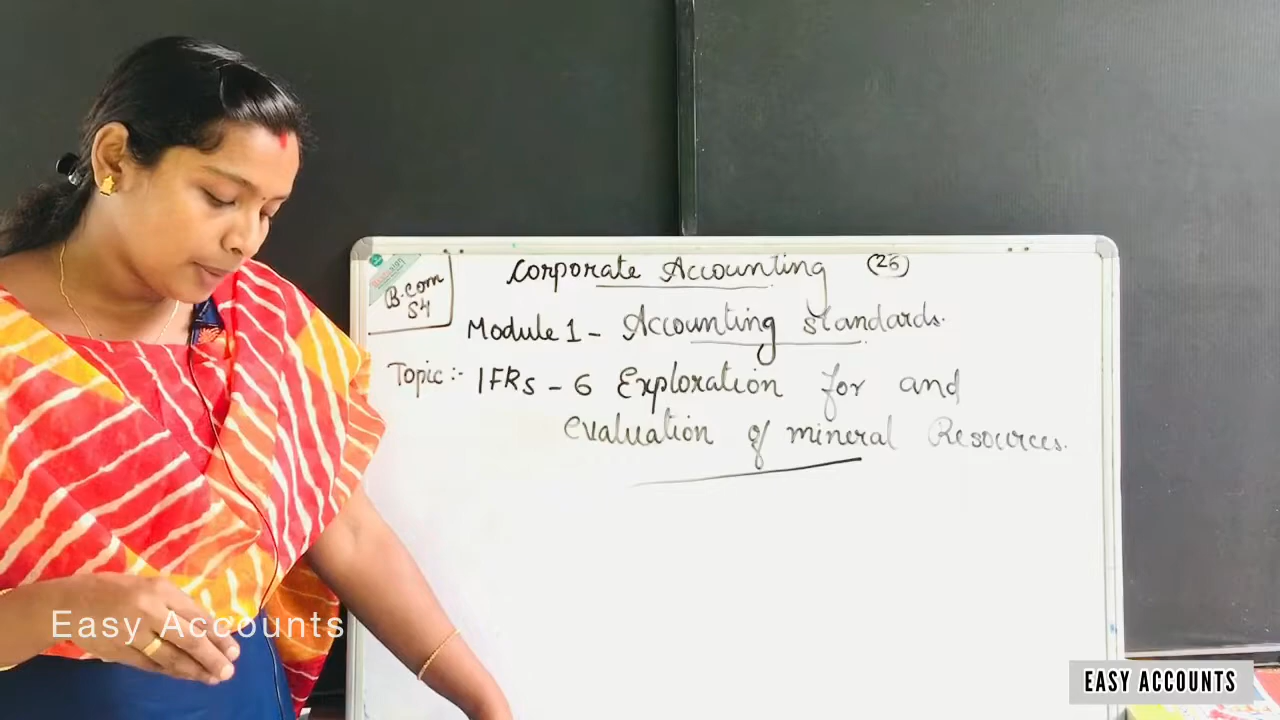 B.com
S4
Corporate Accounting (25)
Module 1 - Accounting standards.
Topic :- IFRS - 6 Exploration for and
evaluation of mineral Resources.
Easy Accounts
EASY ACCOUNTS